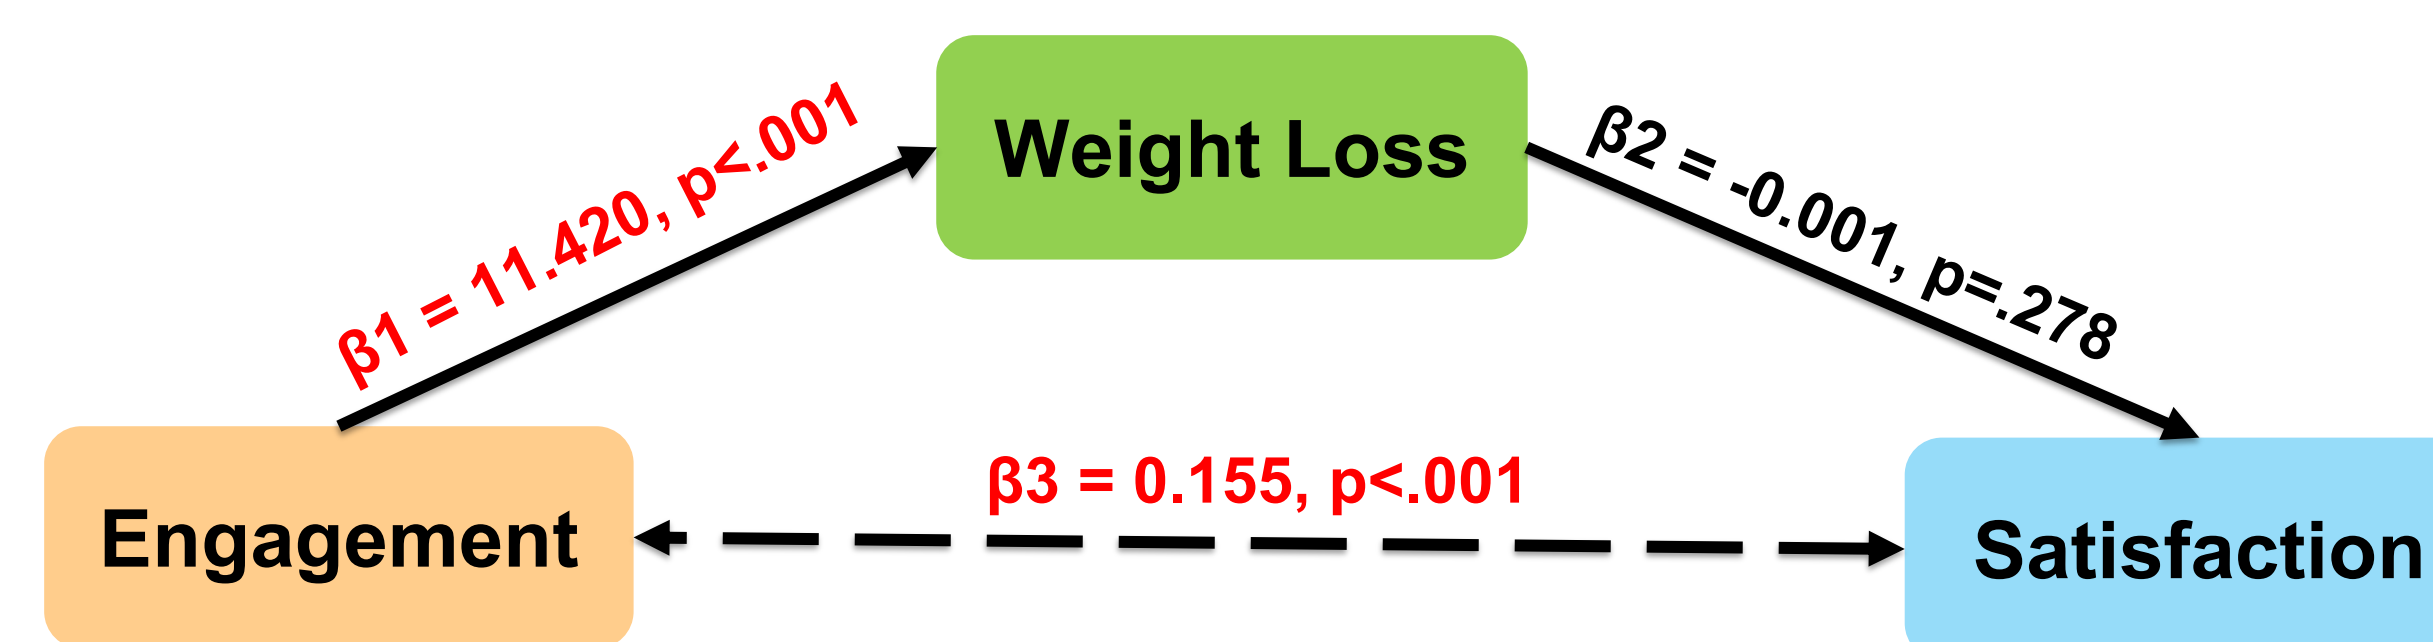 Weight Loss
β1 = 11.420, p<.001
β2 = -0.001, p=.278
β3 = 0.155, p<.001
Engagement
Satisfaction